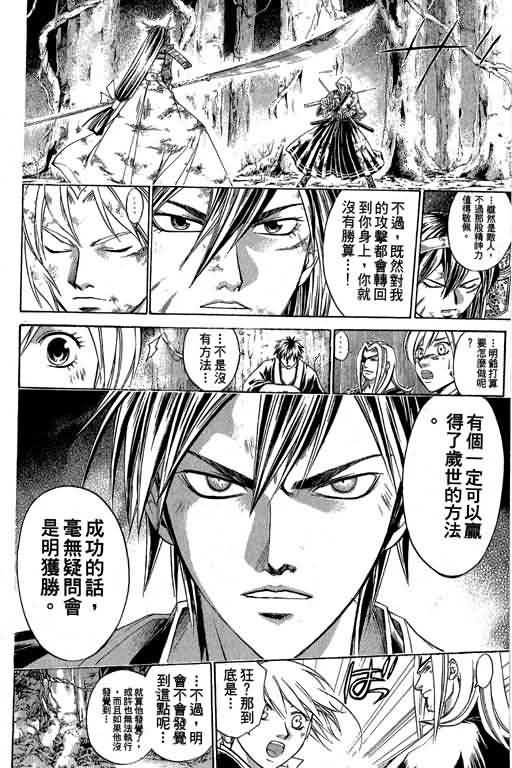 …雖然是敵人，
不過那股精神力
值得敬佩。
不過，既然對我
的攻擊都會轉回
到你身上，你就
沒有勝算…！
…
…
…明爺打算
要怎麼做呢
？
…不是沒
有方法…
有個一定可以贏
得了歲世的方法
。
成功的話，
毫無疑問會
是明獲勝。
狂？那到
底是…
…不過，明
會不會發覺
到這點呢…
就算他發覺了
，或許也無法執行
，而且如果他沒
發覺到…